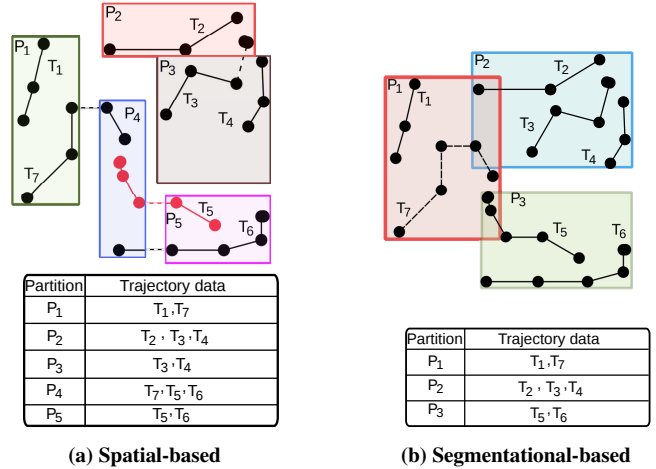 P2
T2
P1
T1
P3
T3
T4
P4
T7
P5
T5
T6
Partition Trajectory data
P1 T1 ,T7
P2 T2 , T3 ,T4
P3 T3 ,T4
P4 T7 ,T5 ,T6
P5 T5 ,T6
(a) Spatial-based
P2
T2
P1
T1
T3
T4
P3
T7
T5
T6
Partition Trajectory data
P1 T1 ,T7
P2 T2 , T3 ,T4
P3 T5 ,T6
(b) Segmentational-based